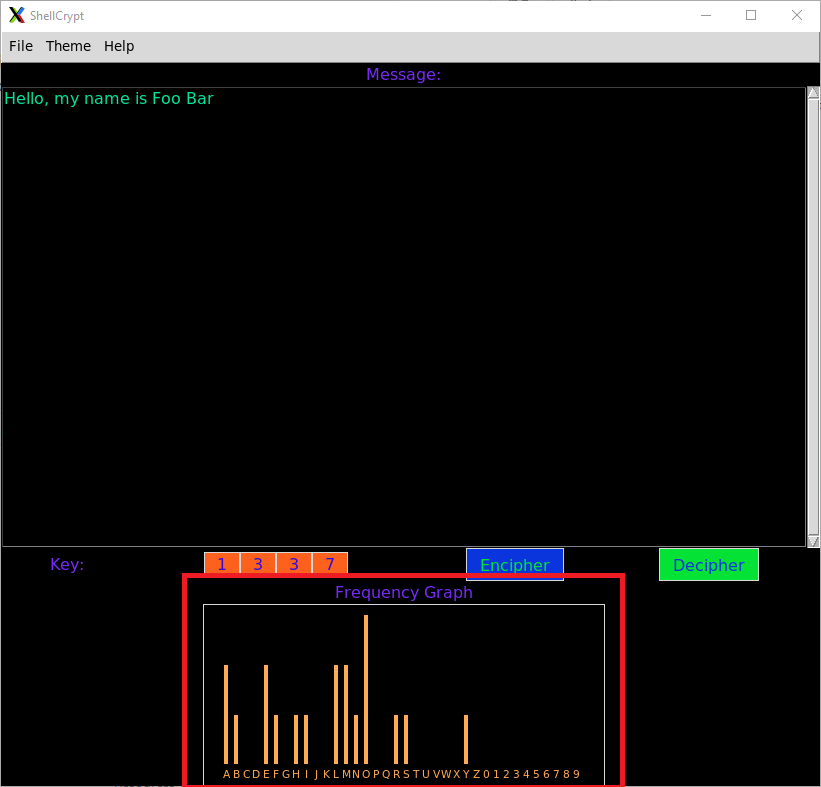 ShellCrypt
File Theme Help
Message:
Hello, my name is Foo Bar
Key: 1 3 3 7 Encipher Decipher
Frequency Graph
A B C D E F G H I J K L M N O P Q R S T U V W X Y Z 0 1 2 3 4 5 6 7 8 9